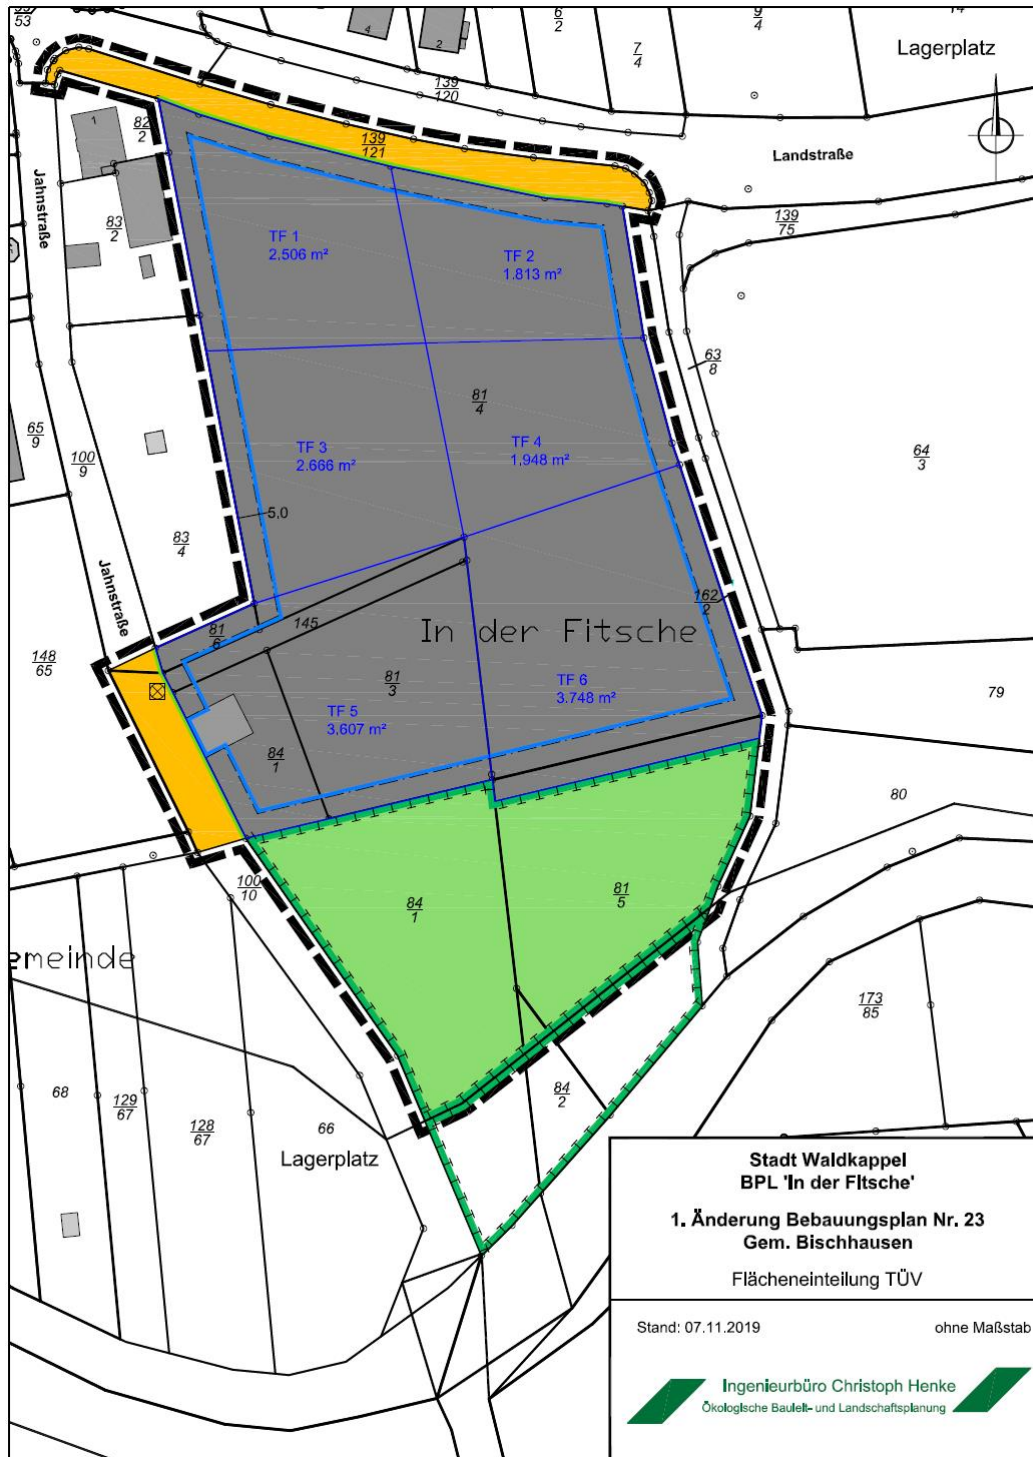 53
4
2
6
2
7
4
9
4
Lagerplatz
139
120
1
82
2
139
121
Landstraße
Jahnstraße
83
2
139
75
TF 1
2.506 m²
TF 2
1.813 m²
63
8
81
4
65
9
100
9
TF 3
2.666 m²
TF 4
1.948 m²
64
3
5,0
83
4
Jahnstraße
162
2
81
6
145
In der Fitsche
148
65
81
3
TF 5
3.607 m²
TF 6
3.748 m²
79
84
1
80
100
10
84
1
81
5
emeinde
173
85
68
129
67
128
67
66
84
2
Lagerplatz
Stadt Waldkappel
BPL 'In der Fitsche'
1. Änderung Bebauungsplan Nr. 23
Gem. Bischhausen
Flächeneinteilung TÜV
Stand: 07.11.2019 ohne Maßstab
Ingenieurbüro Christoph Henke
Ökologische Bauleit- und Landschaftsplanung